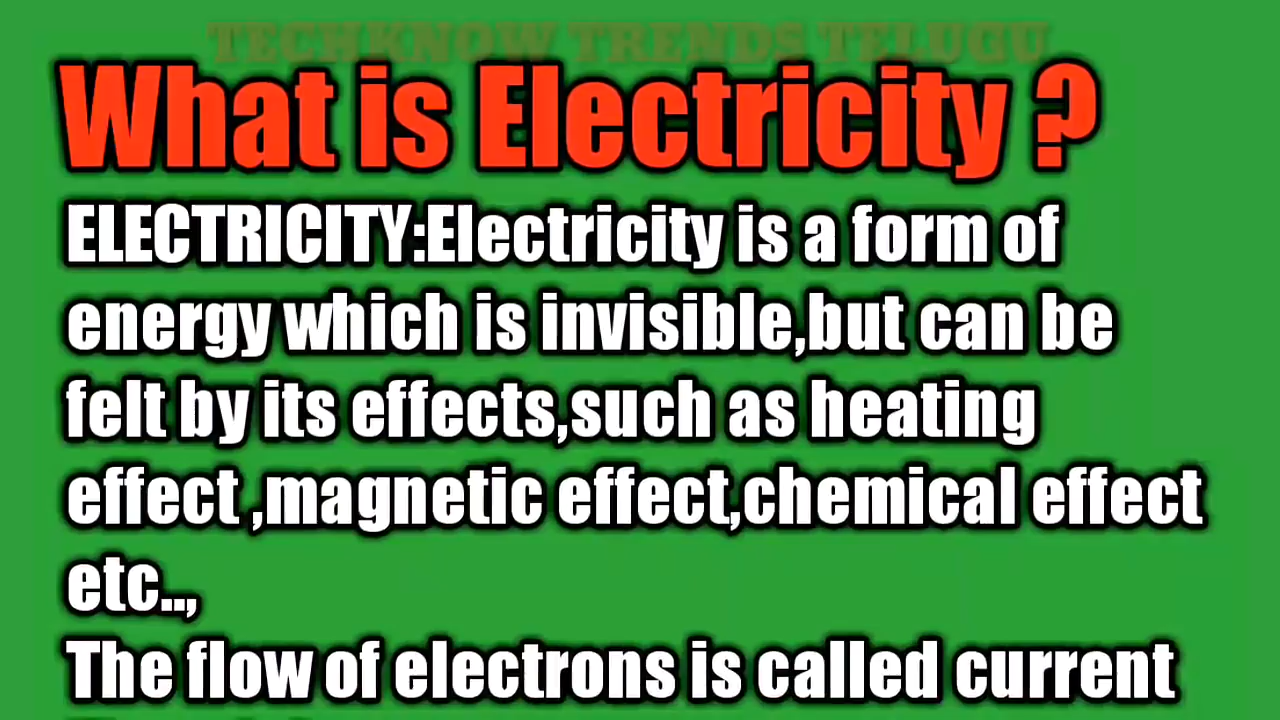 TECHKNOW TRENDS TELUGU
What is Electricity ?
ELECTRICITY:Electricity is a form of
energy which is invisible,but can be
felt by its effects,such as heating
effect ,magnetic effect,chemical effect
etc..,
The flow of electrons is called current